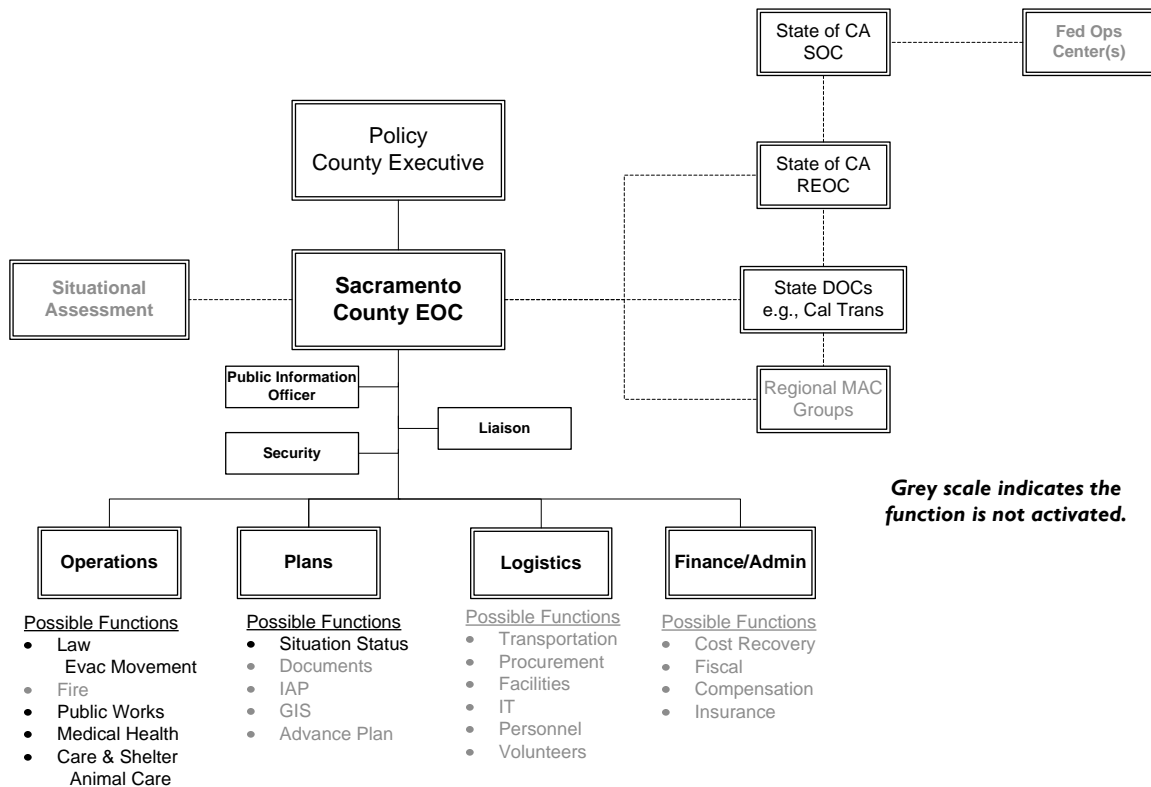 State of CA
SOC
Fed Ops
Center(s)
Policy
County Executive
State of CA
REOC
Situational
Assessment
Sacramento
County EOC
State DOCs
e.g., Cal Trans
Public Information
Officer
Regional MAC
Groups
Liaison
Security
Grey scale indicates the
function is not activated.
Operations
Possible Functions
• Law
Evac Movement
• Fire
• Public Works
• Medical Health
• Care & Shelter
Animal Care
Plans
Possible Functions
• Situation Status
• Documents
• IAP
• GIS
• Advance Plan
Logistics
Possible Functions
• Transportation
• Procurement
• Facilities
• IT
• Personnel
• Volunteers
Finance/Admin
Possible Functions
• Cost Recovery
• Fiscal
• Compensation
• Insurance